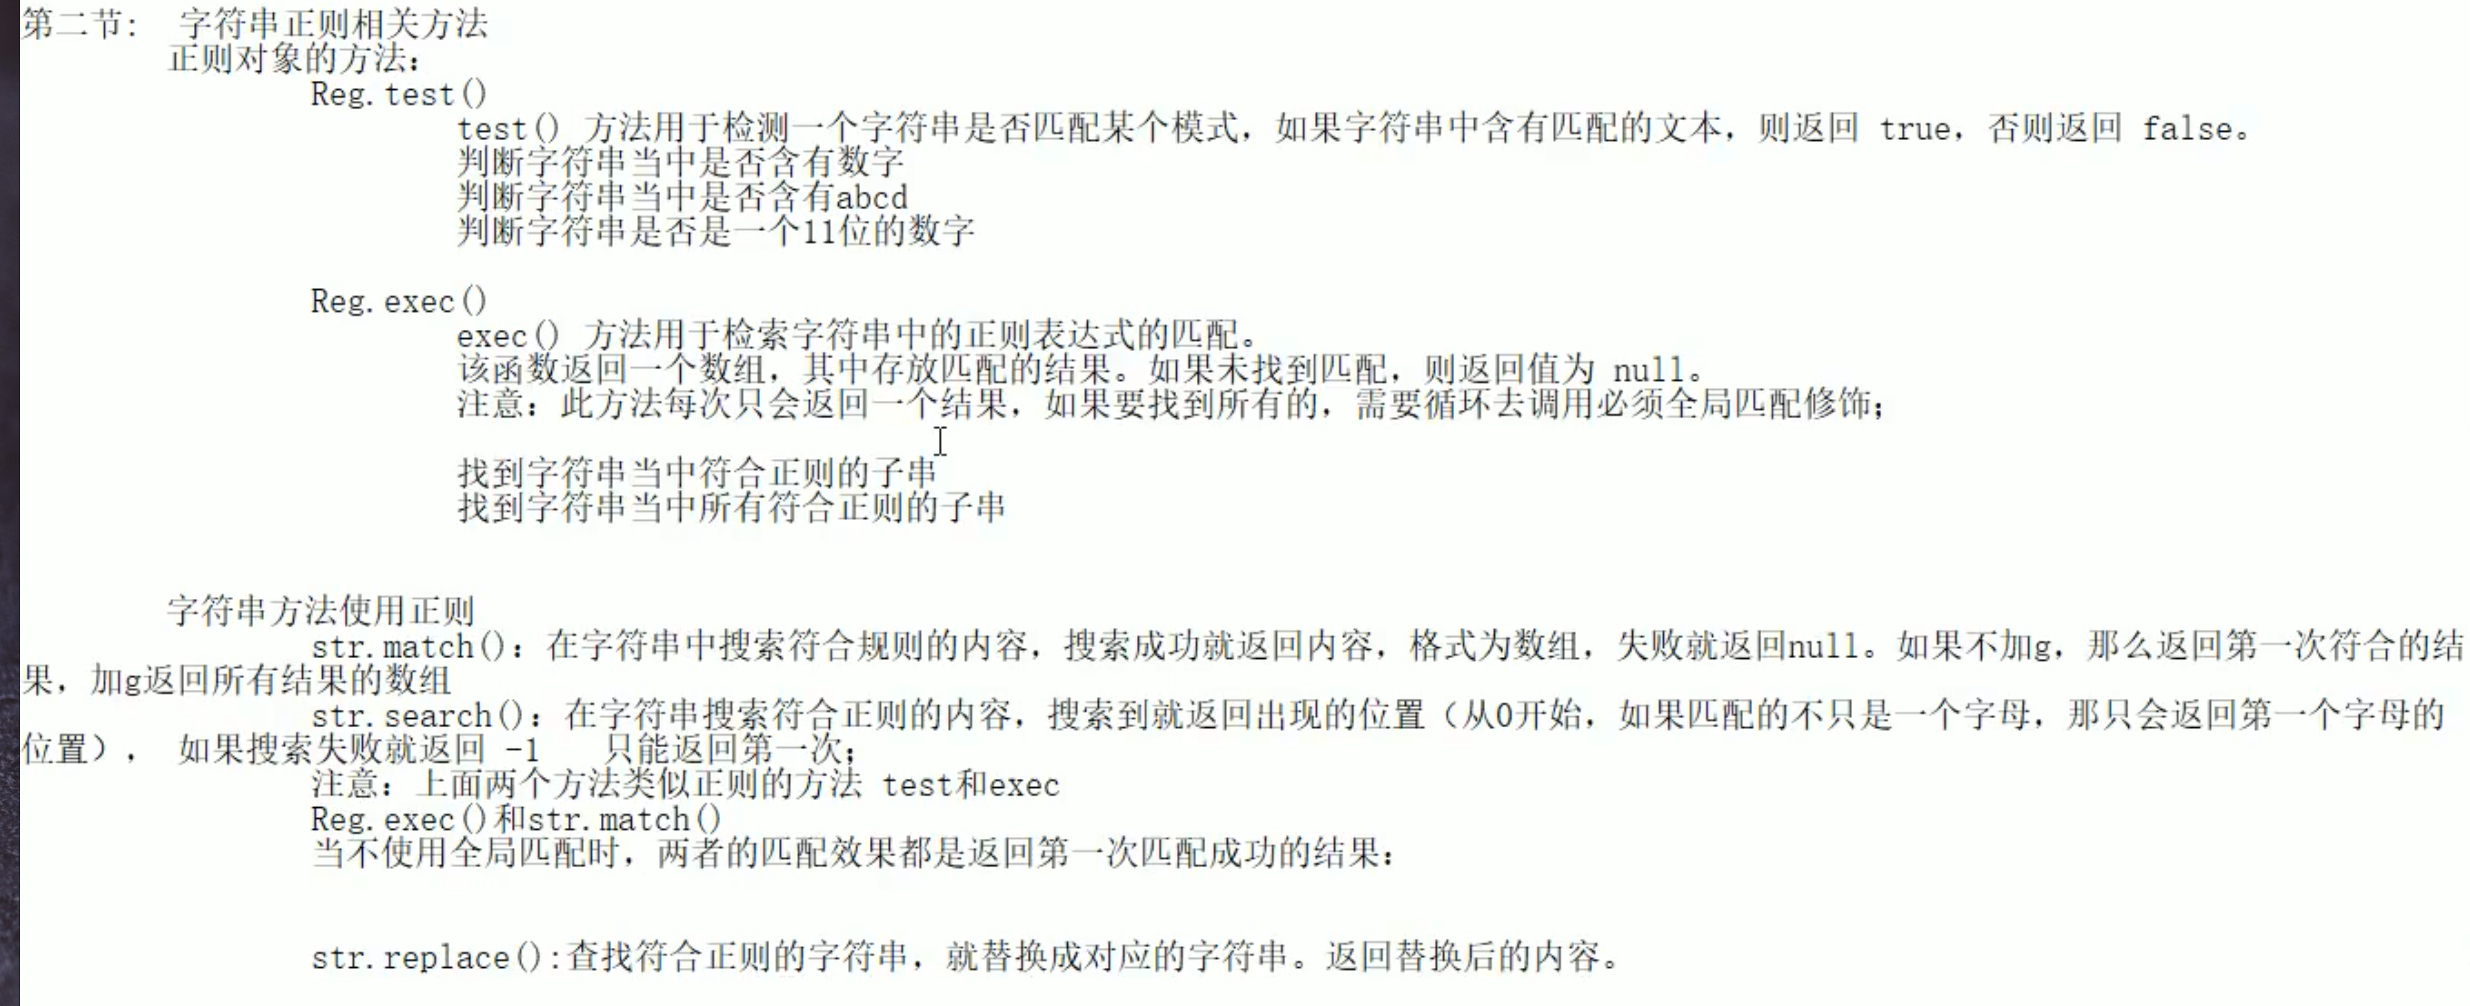 第二节: 字符串正则相关方法
正则对象的方法:
Reg.test()
test() 方法用于检测一个字符串是否匹配某个模式，如果字符串中含有匹配的文本，则返回 true，否则返回 false。
判断字符串当中是否含有数字
判断字符串当中是否含有abcd
判断字符串是否是一个11位的数字
Reg.exec()
exec() 方法用于检索字符串中的正则表达式的匹配。
该函数返回一个数组，其中存放匹配的结果。如果未找到匹配，则返回值为 null。
注意: 此方法每次只会返回一个结果，如果要找到所有的，需要循环去调用必须全局匹配修饰;
找到字符串当中符合正则的子串
找到字符串当中所有符合正则的子串
字符串方法使用正则
str.match(): 在字符串中搜索符合规则的内容，搜索成功就返回内容，格式为数组，失败就返回null。如果不加g，那么返回第一次符合的结
果，加g返回所有结果的数组
str.search(): 在字符串搜索符合正则的内容，搜索到就返回出现的位置（从0开始，如果匹配的不只是一个字母，那只会返回第一个字母的
位置）， 如果搜索失败就返回 -1 只能返回第一次;
注意: 上面两个方法类似正则的方法 test和exec
Reg.exec()和str.match()
当不使用全局匹配时，两者的匹配效果都是返回第一次匹配成功的结果:
str.replace():查找符合正则的字符串，就替换成对应的字符串。返回替换后的内容。